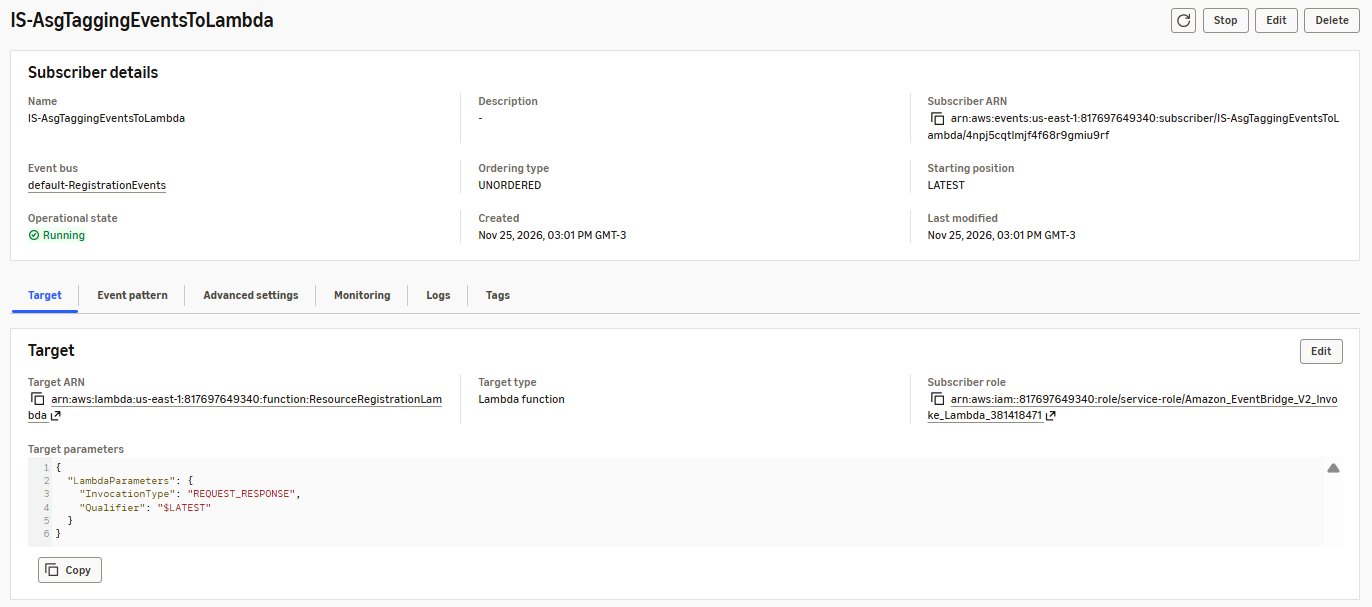 IS-AsgTaggingEventsToLambda
Stop
Edit
Delete
Subscriber details
Name
IS-AsgTaggingEventsToLambda
Description
-
Subscriber ARN
arn:aws:events:us-east-1:817697649340:subscriber/IS-AsgTaggingEventsToL
ambda/4npj5cqtlmjf4f68r9gmiu9rf
Event bus
default-RegistrationEvents
Ordering type
UNORDERED
Starting position
LATEST
Operational state
Running
Created
Nov 25, 2026, 03:01 PM GMT-3
Last modified
Nov 25, 2026, 03:01 PM GMT-3
Target
Event pattern
Advanced settings
Monitoring
Logs
Tags
Target
Edit
Target ARN
arn:aws:lambda:us-east-1:817697649340:function:ResourceRegistrationLam
bda
Target type
Lambda function
Subscriber role
arn:aws:iam::817697649340:role/service-role/Amazon_EventBridge_V2_Invo
ke_Lambda_381418471
Target parameters
1 {
2 "LambdaParameters": {
3 "InvocationType": "REQUEST_RESPONSE",
4 "Qualifier": "$LATEST"
5 }
6 }
Copy